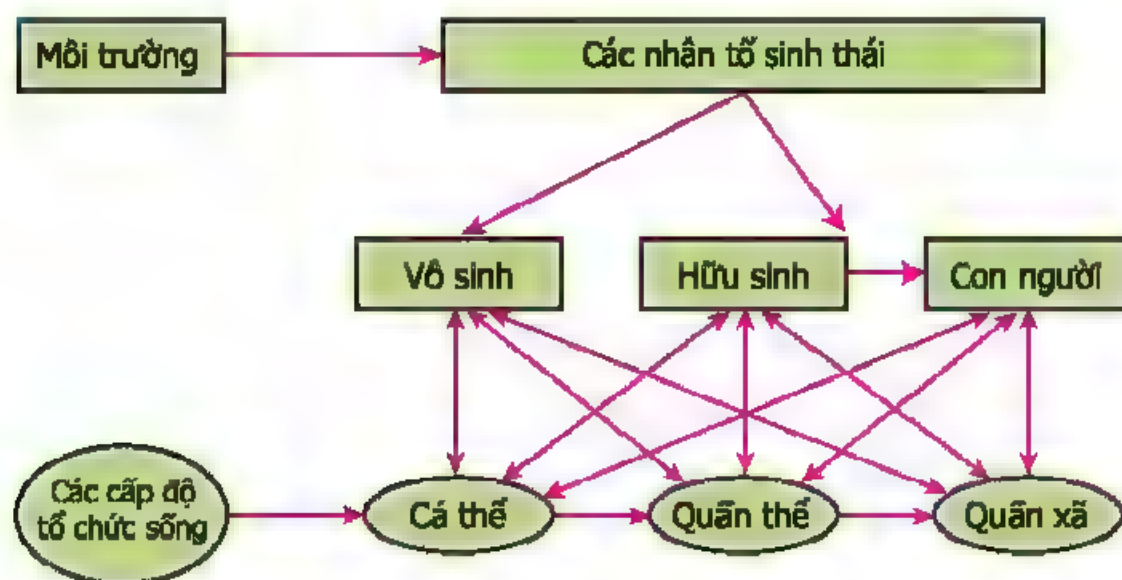 Môi trường
Các nhân tố sinh thái
Vô sinh
Hữu sinh
Con người
Các cấp độ
tổ chức sống
Cá thể
Quần thể
Quần xã